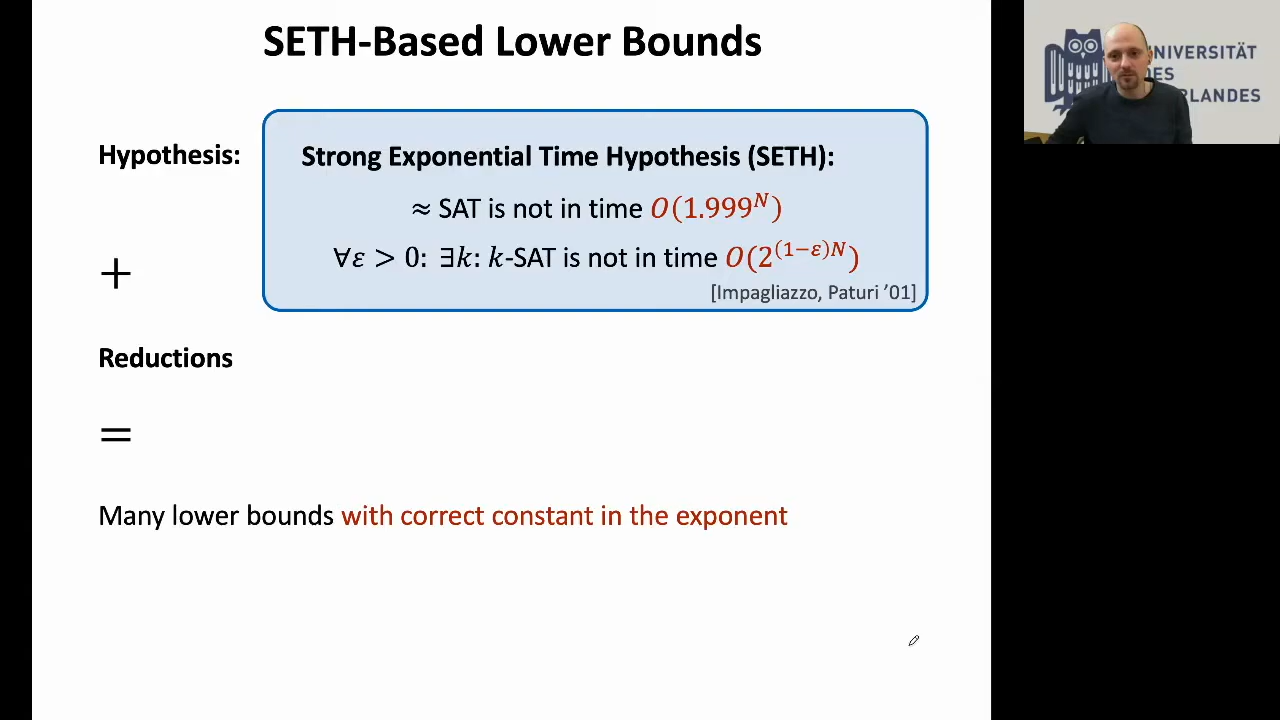 SETH-Based Lower Bounds
Hypothesis:
Strong Exponential Time Hypothesis (SETH):
≈ SAT is not in time O(1.999^N)
∀ε > 0: ∃k: k-SAT is not in time O(2^{(1−ε)N})
[Impagliazzo, Paturi ’01]
+
Reductions
=
Many lower bounds with correct constant in the exponent
NIVERSITÄT
DES
RLANDES